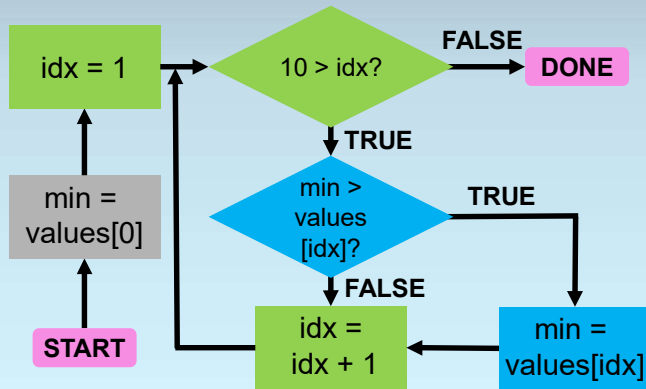 START
min =
values[0]
idx = 1
10 > idx?
FALSE
DONE
TRUE
min >
values
[idx]?
TRUE
min =
values[idx]
FALSE
idx =
idx + 1